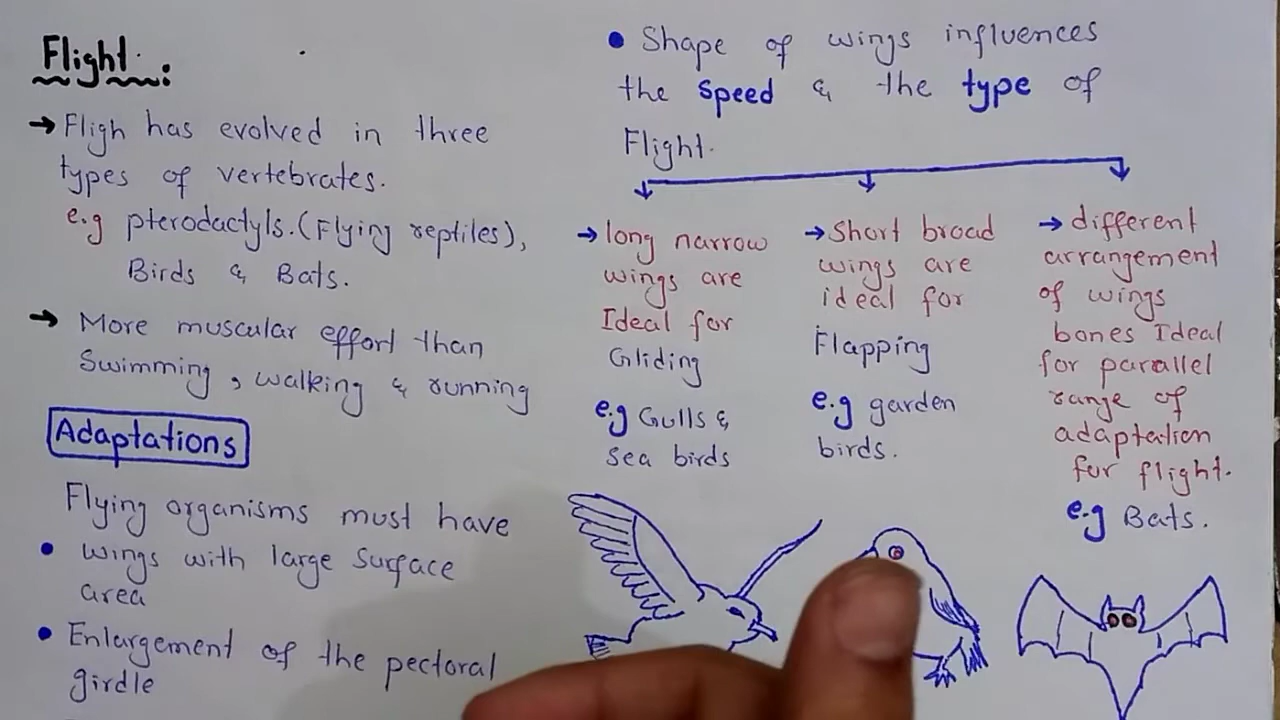 Flight:
→ Fligh has evolved in three
types of vertebrates.
e.g pterodactyls. (Flying reptiles),
Birds & Bats.
→ More muscular effort than
Swimming, walking & running
Adaptations
Flying organisms must have
• wings with large surface
area
• Enlargement of the pectoral
girdle
• Shape of wings influences
the speed & the type of
Flight.
→ long narrow
wings are
Ideal for
Gliding
e.g Gulls &
sea birds
→ Short broad
wings are
ideal for
Flapping
e.g garden
birds.
→ different
arrangement
of wings
bones Ideal
for parallel
range of
adaptation
for flight.
e.g Bats.